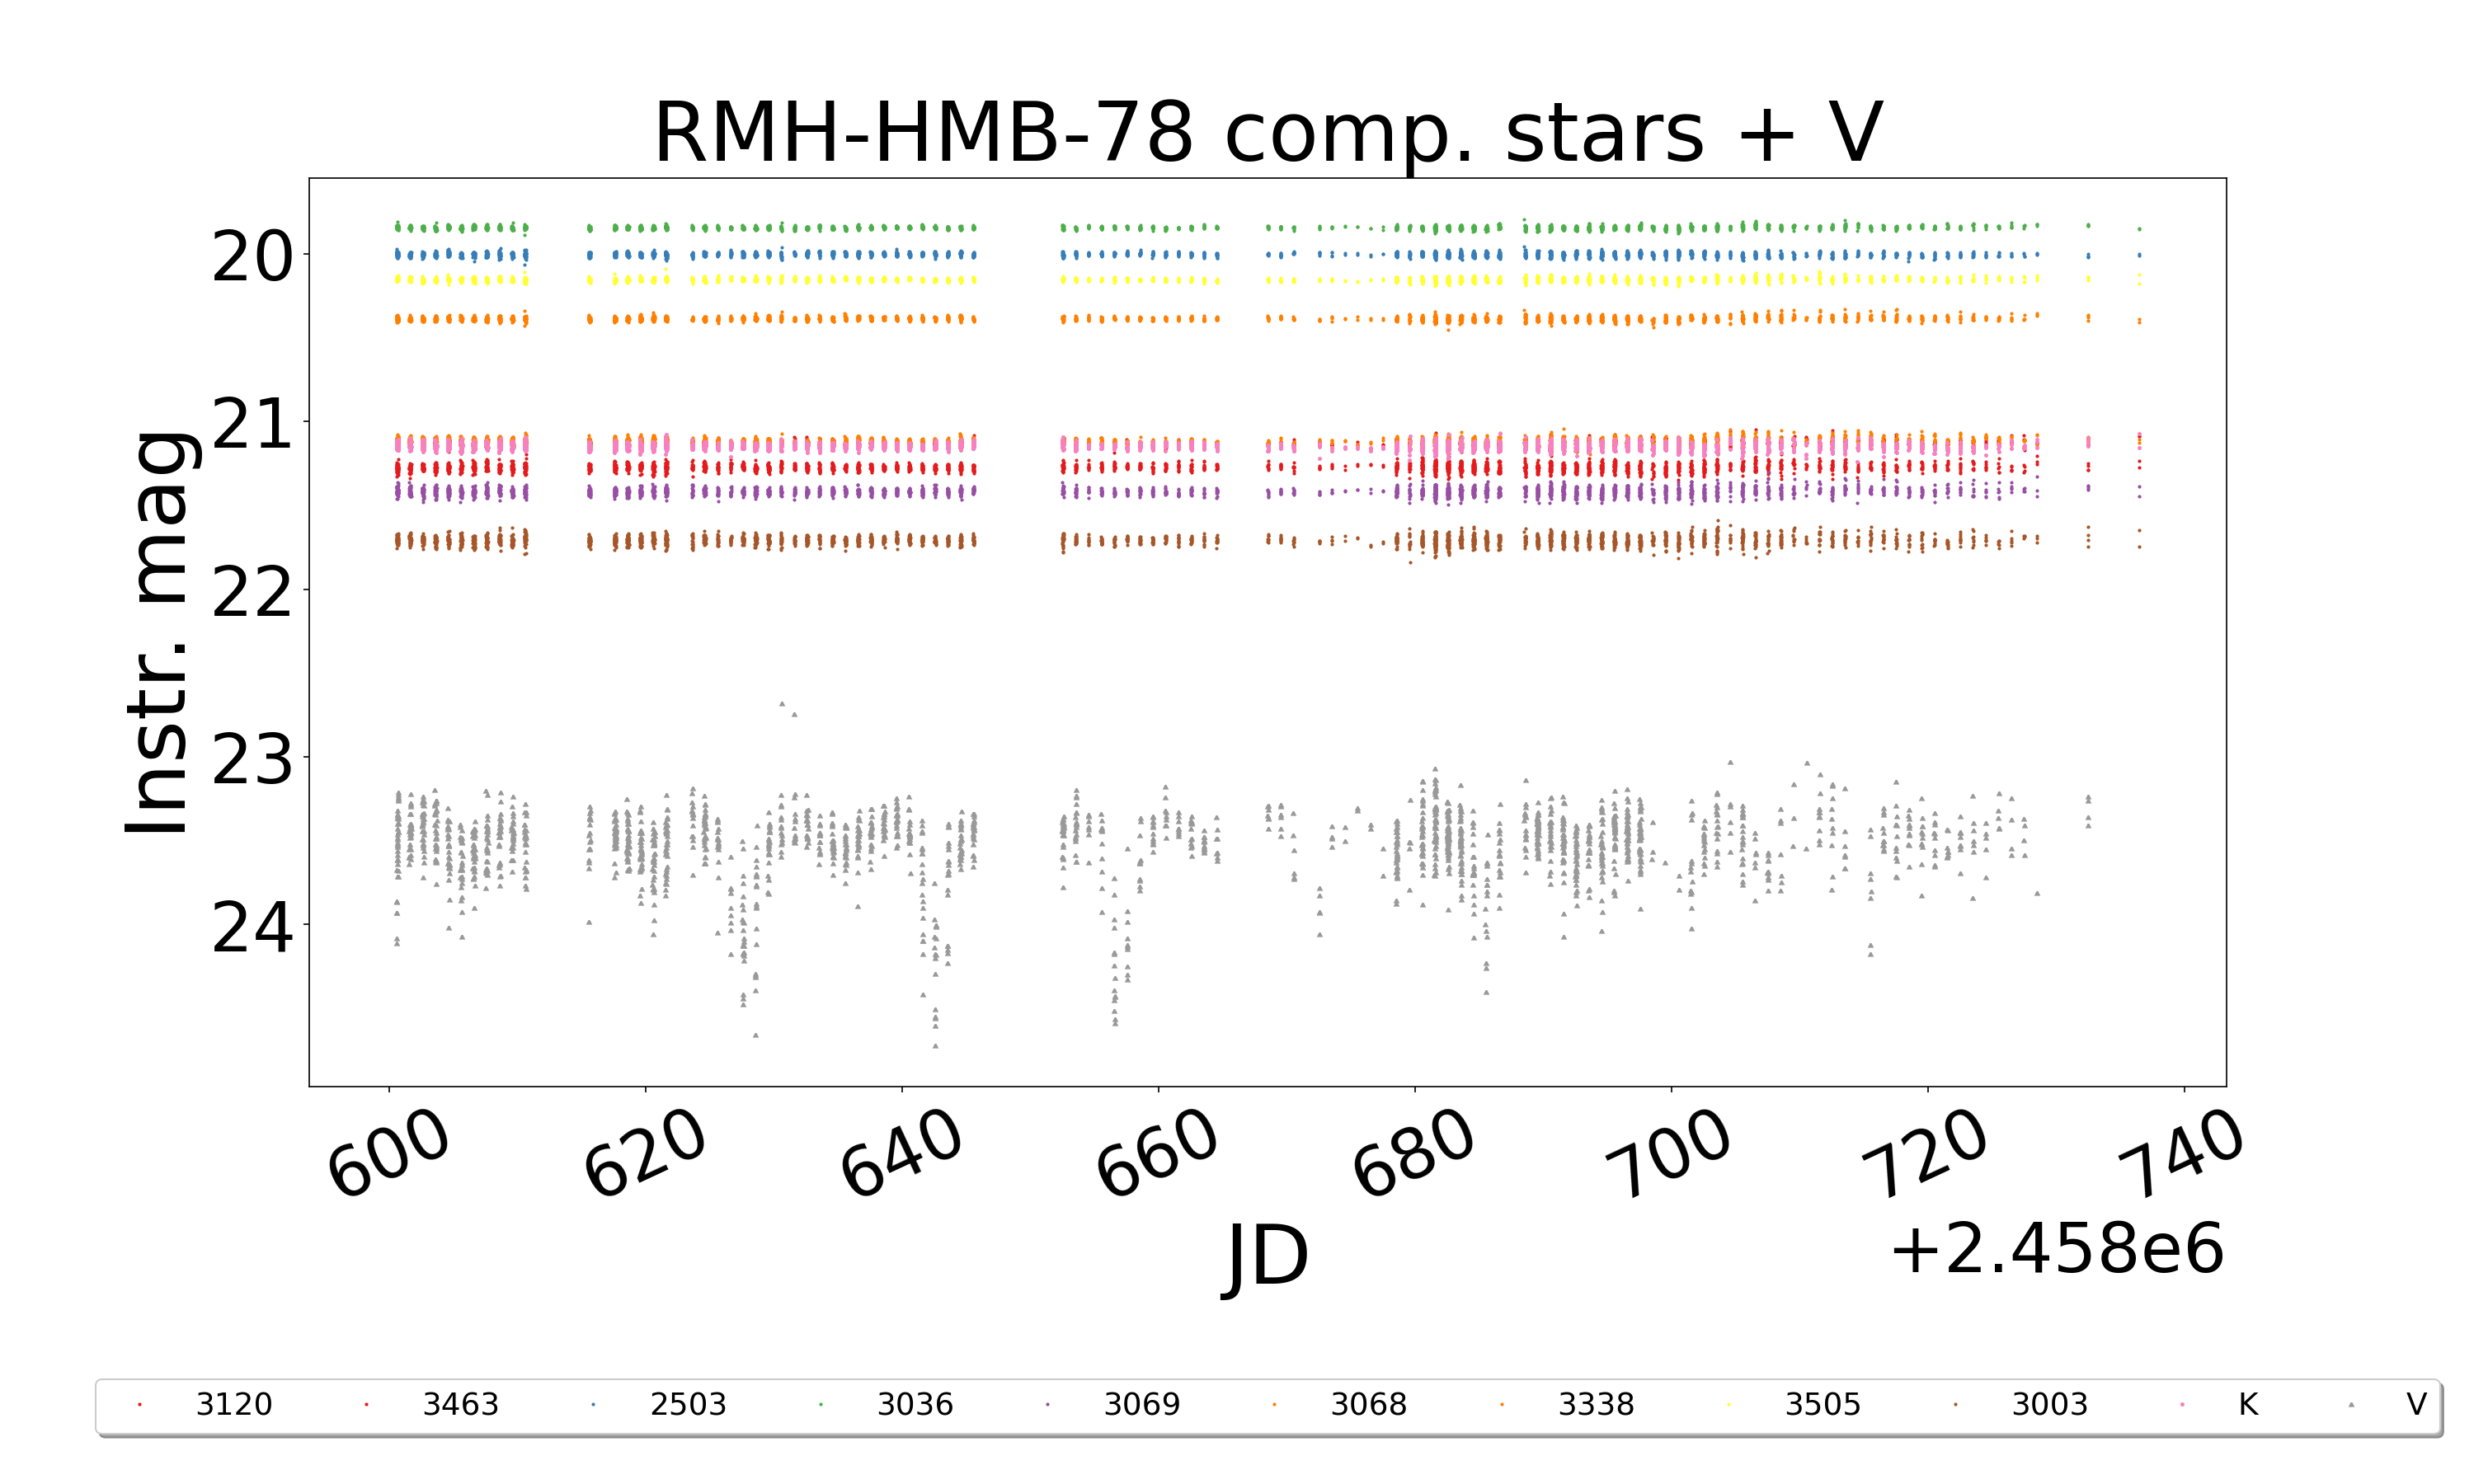 RMH-HMB-78 comp. stars + V
Instr. mag
20
21
22
23
24
600 620 640 660 680 700 720 740
JD
+2.458e6
3120 3463 2503 3036 3069 3068 3338 3505 3003 K V